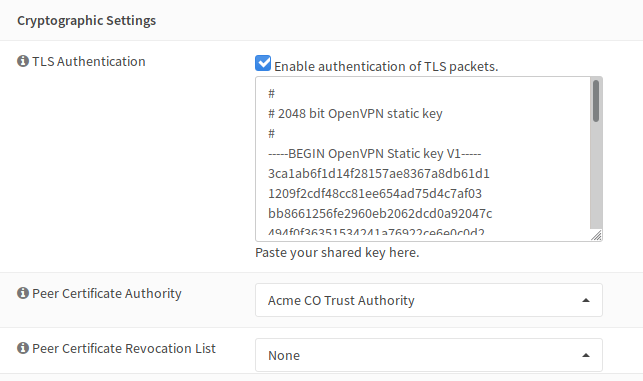 Cryptographic Settings
TLS Authentication
Enable authentication of TLS packets.
#
# 2048 bit OpenVPN static key
#
-----BEGIN OpenVPN Static key V1-----
3ca1ab6f1d14f28157ae8367a8db61d1
1209f2cdf48cc81ee654ad75d4c7af03
bb8661256fe2960eb2062dcd0a92047c
494f0f36351534241a76922ce6e0c0d2
Paste your shared key here.
Peer Certificate Authority
Acme CO Trust Authority
Peer Certificate Revocation List
None